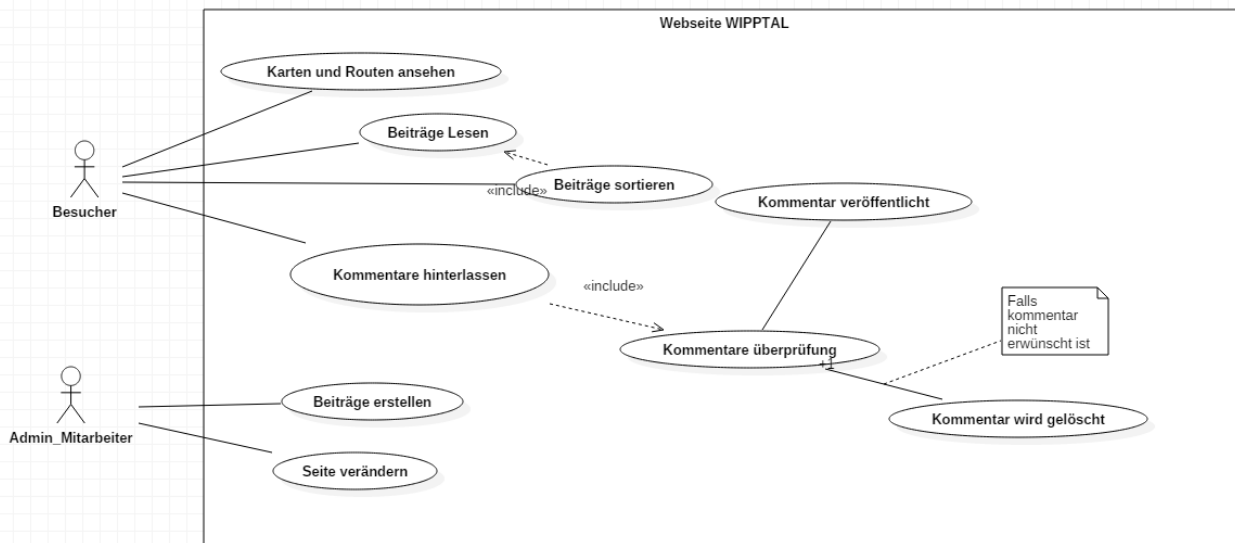 Webseite WIPPTAL
Karten und Routen ansehen
Beiträge Lesen
Beiträge sortieren
«include»
Kommentar veröffentlicht
Besucher
Kommentare hinterlassen
«include»
Falls
kommentar
nicht
erwünscht ist
Kommentare überprüfung
+1
Beiträge erstellen
Kommentar wird gelöscht
Admin_Mitarbeiter
Seite verändern